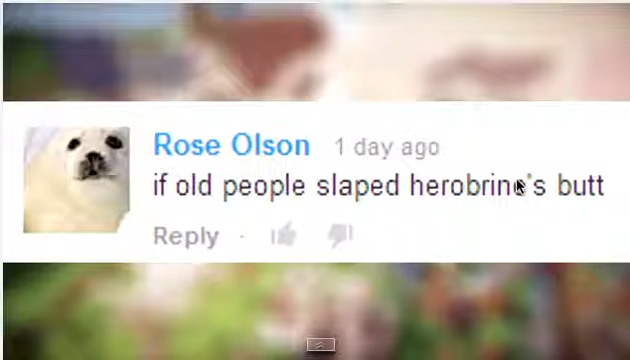 Rose Olson 1 day ago
if old people slaped herobrine's butt
Reply ·